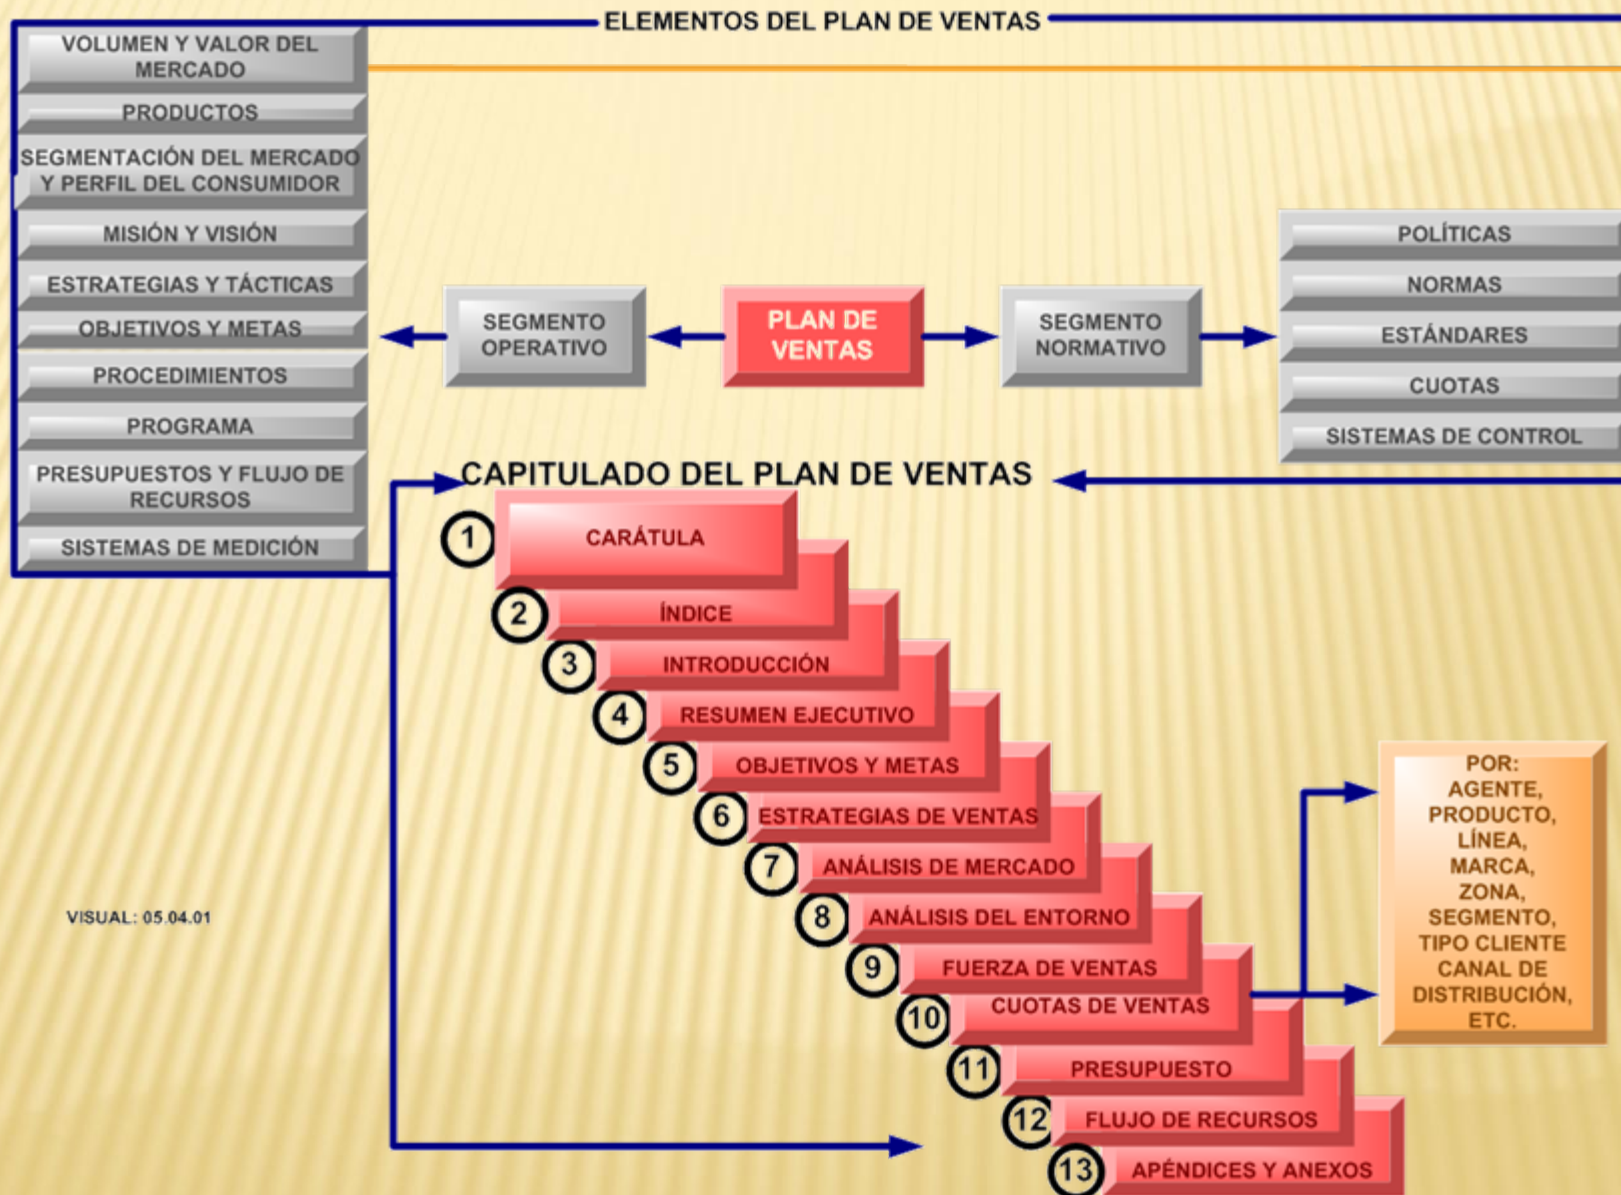 ELEMENTOS DEL PLAN DE VENTAS
VOLUMEN Y VALOR DEL
MERCADO
PRODUCTOS
SEGMENTACIÓN DEL MERCADO
Y PERFIL DEL CONSUMIDOR
MISIÓN Y VISIÓN
ESTRATEGIAS Y TÁCTICAS
OBJETIVOS Y METAS
PROCEDIMIENTOS
PROGRAMA
PRESUPUESTOS Y FLUJO DE
RECURSOS
SISTEMAS DE MEDICIÓN
SEGMENTO
OPERATIVO
PLAN DE
VENTAS
SEGMENTO
NORMATIVO
POLÍTICAS
NORMAS
ESTÁNDARES
CUOTAS
SISTEMAS DE CONTROL
CAPITULADO DEL PLAN DE VENTAS
1 CARÁTULA
2 ÍNDICE
3 INTRODUCCIÓN
4 RESUMEN EJECUTIVO
5 OBJETIVOS Y METAS
6 ESTRATEGIAS DE VENTAS
7 ANÁLISIS DE MERCADO
8 ANÁLISIS DEL ENTORNO
9 FUERZA DE VENTAS
10 CUOTAS DE VENTAS
11 PRESUPUESTO
12 FLUJO DE RECURSOS
13 APÉNDICES Y ANEXOS
POR:
AGENTE,
PRODUCTO,
LÍNEA,
MARCA,
ZONA,
SEGMENTO,
TIPO CLIENTE
CANAL DE
DISTRIBUCIÓN,
ETC.
VISUAL: 05.04.01